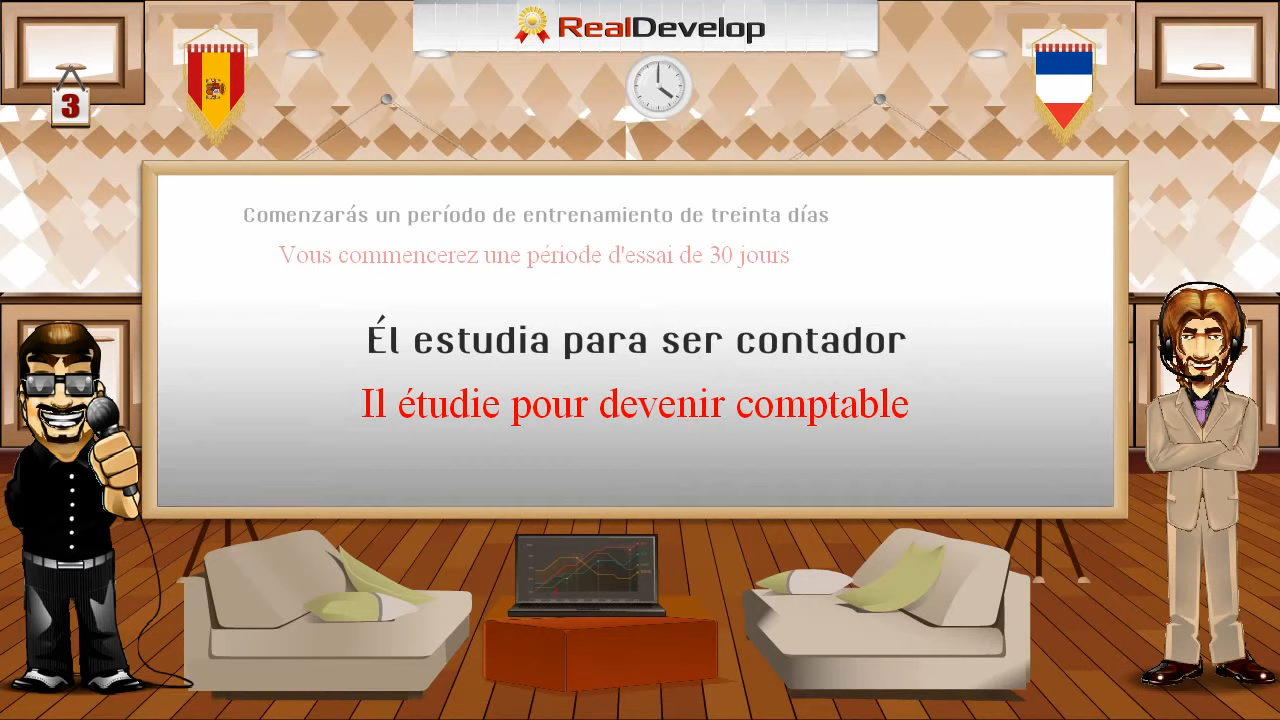 RealDevelop
3
Comenzarás un período de entrenamiento de treinta días
Vous commencerez une période d'essai de 30 jours
Él estudia para ser contador
Il étudie pour devenir comptable